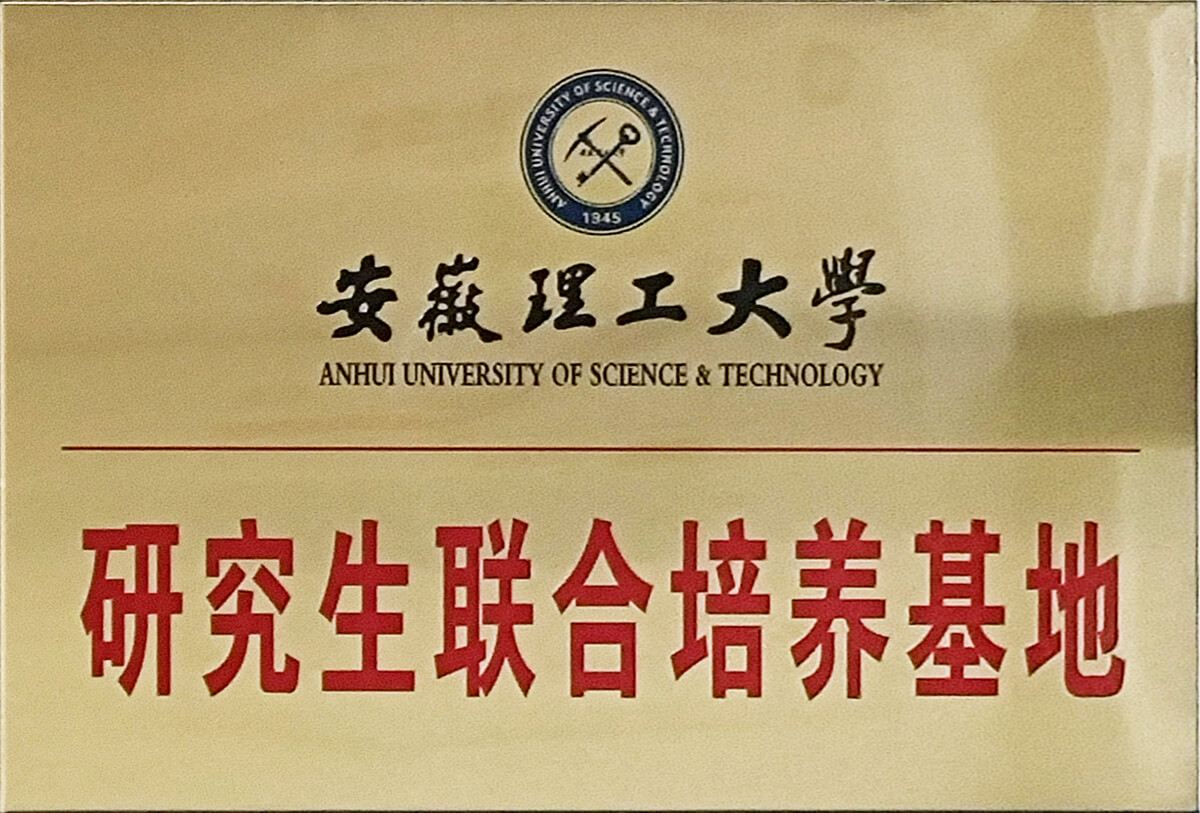 ANHUI UNIVERSITY OF SCIENCE & TECHNOLOGY
1945
安徽理工大學
ANHUI UNIVERSITY OF SCIENCE & TECHNOLOGY
研究生联合培养基地